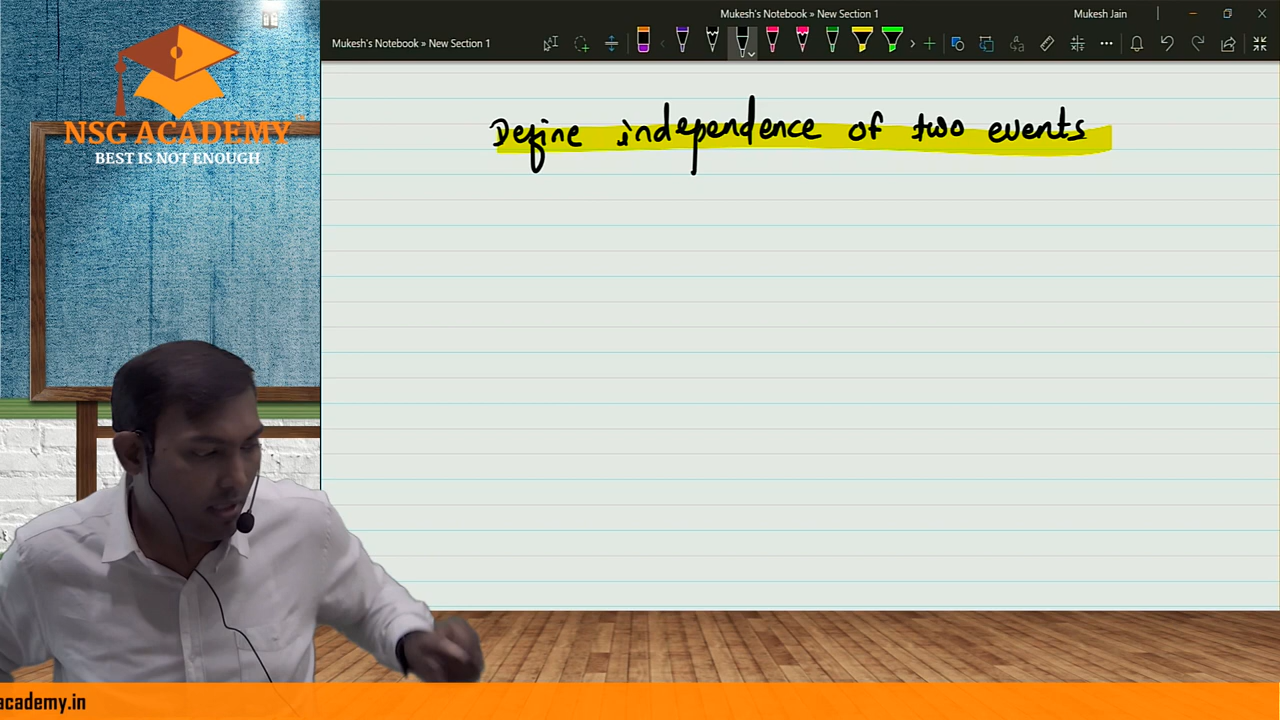 Mukesh's Notebook » New Section 1
Mukesh Jain
Mukesh's Notebook » New Section 1
NSG ACADEMY
BEST IS NOT ENOUGH
Define independence of two events
academy.in